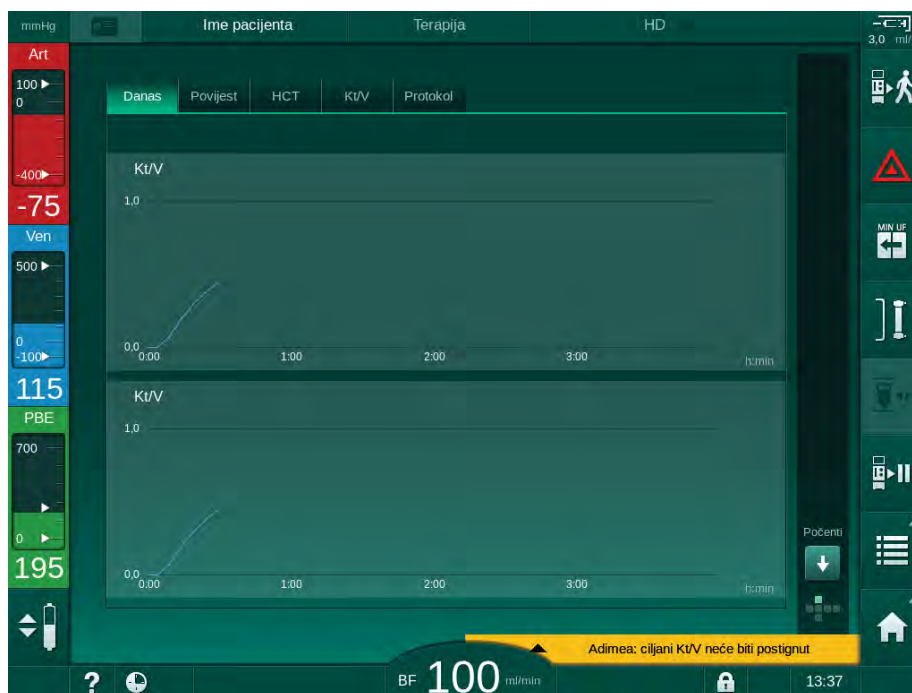 mmHg
Ime pacijenta
Terapija
HD
3,0 ml/
Art
100
0
-400
-75
Ven
500
0
-100
115
PBE
700
0
195
Danas
Povijest
HCT
Kt/V
Protokol
Kt/V
1,0
0,0
0:00
1:00
2:00
3:00
h:min
Kt/V
1,0
0,0
0:00
1:00
2:00
3:00
h:min
MIN UF
Počenti
Adimea: ciljani Kt/V neće biti postignut
?
BF 100 ml/min
13:37